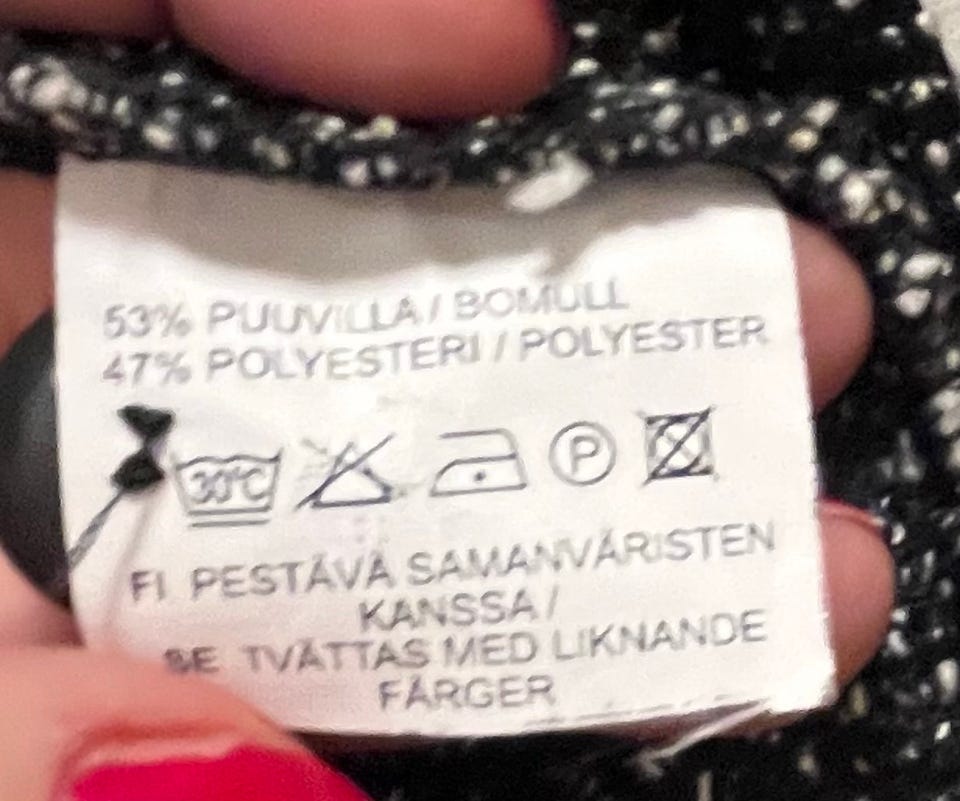 53% PUUVILLA / BOMULL
47% POLYESTERI / POLYESTER
30°C
P
FI PESTÄVÄ SAMANVÄRISTEN
KANSSA /
SE TVÄTTAS MED LIKNANDE
FÄRGER